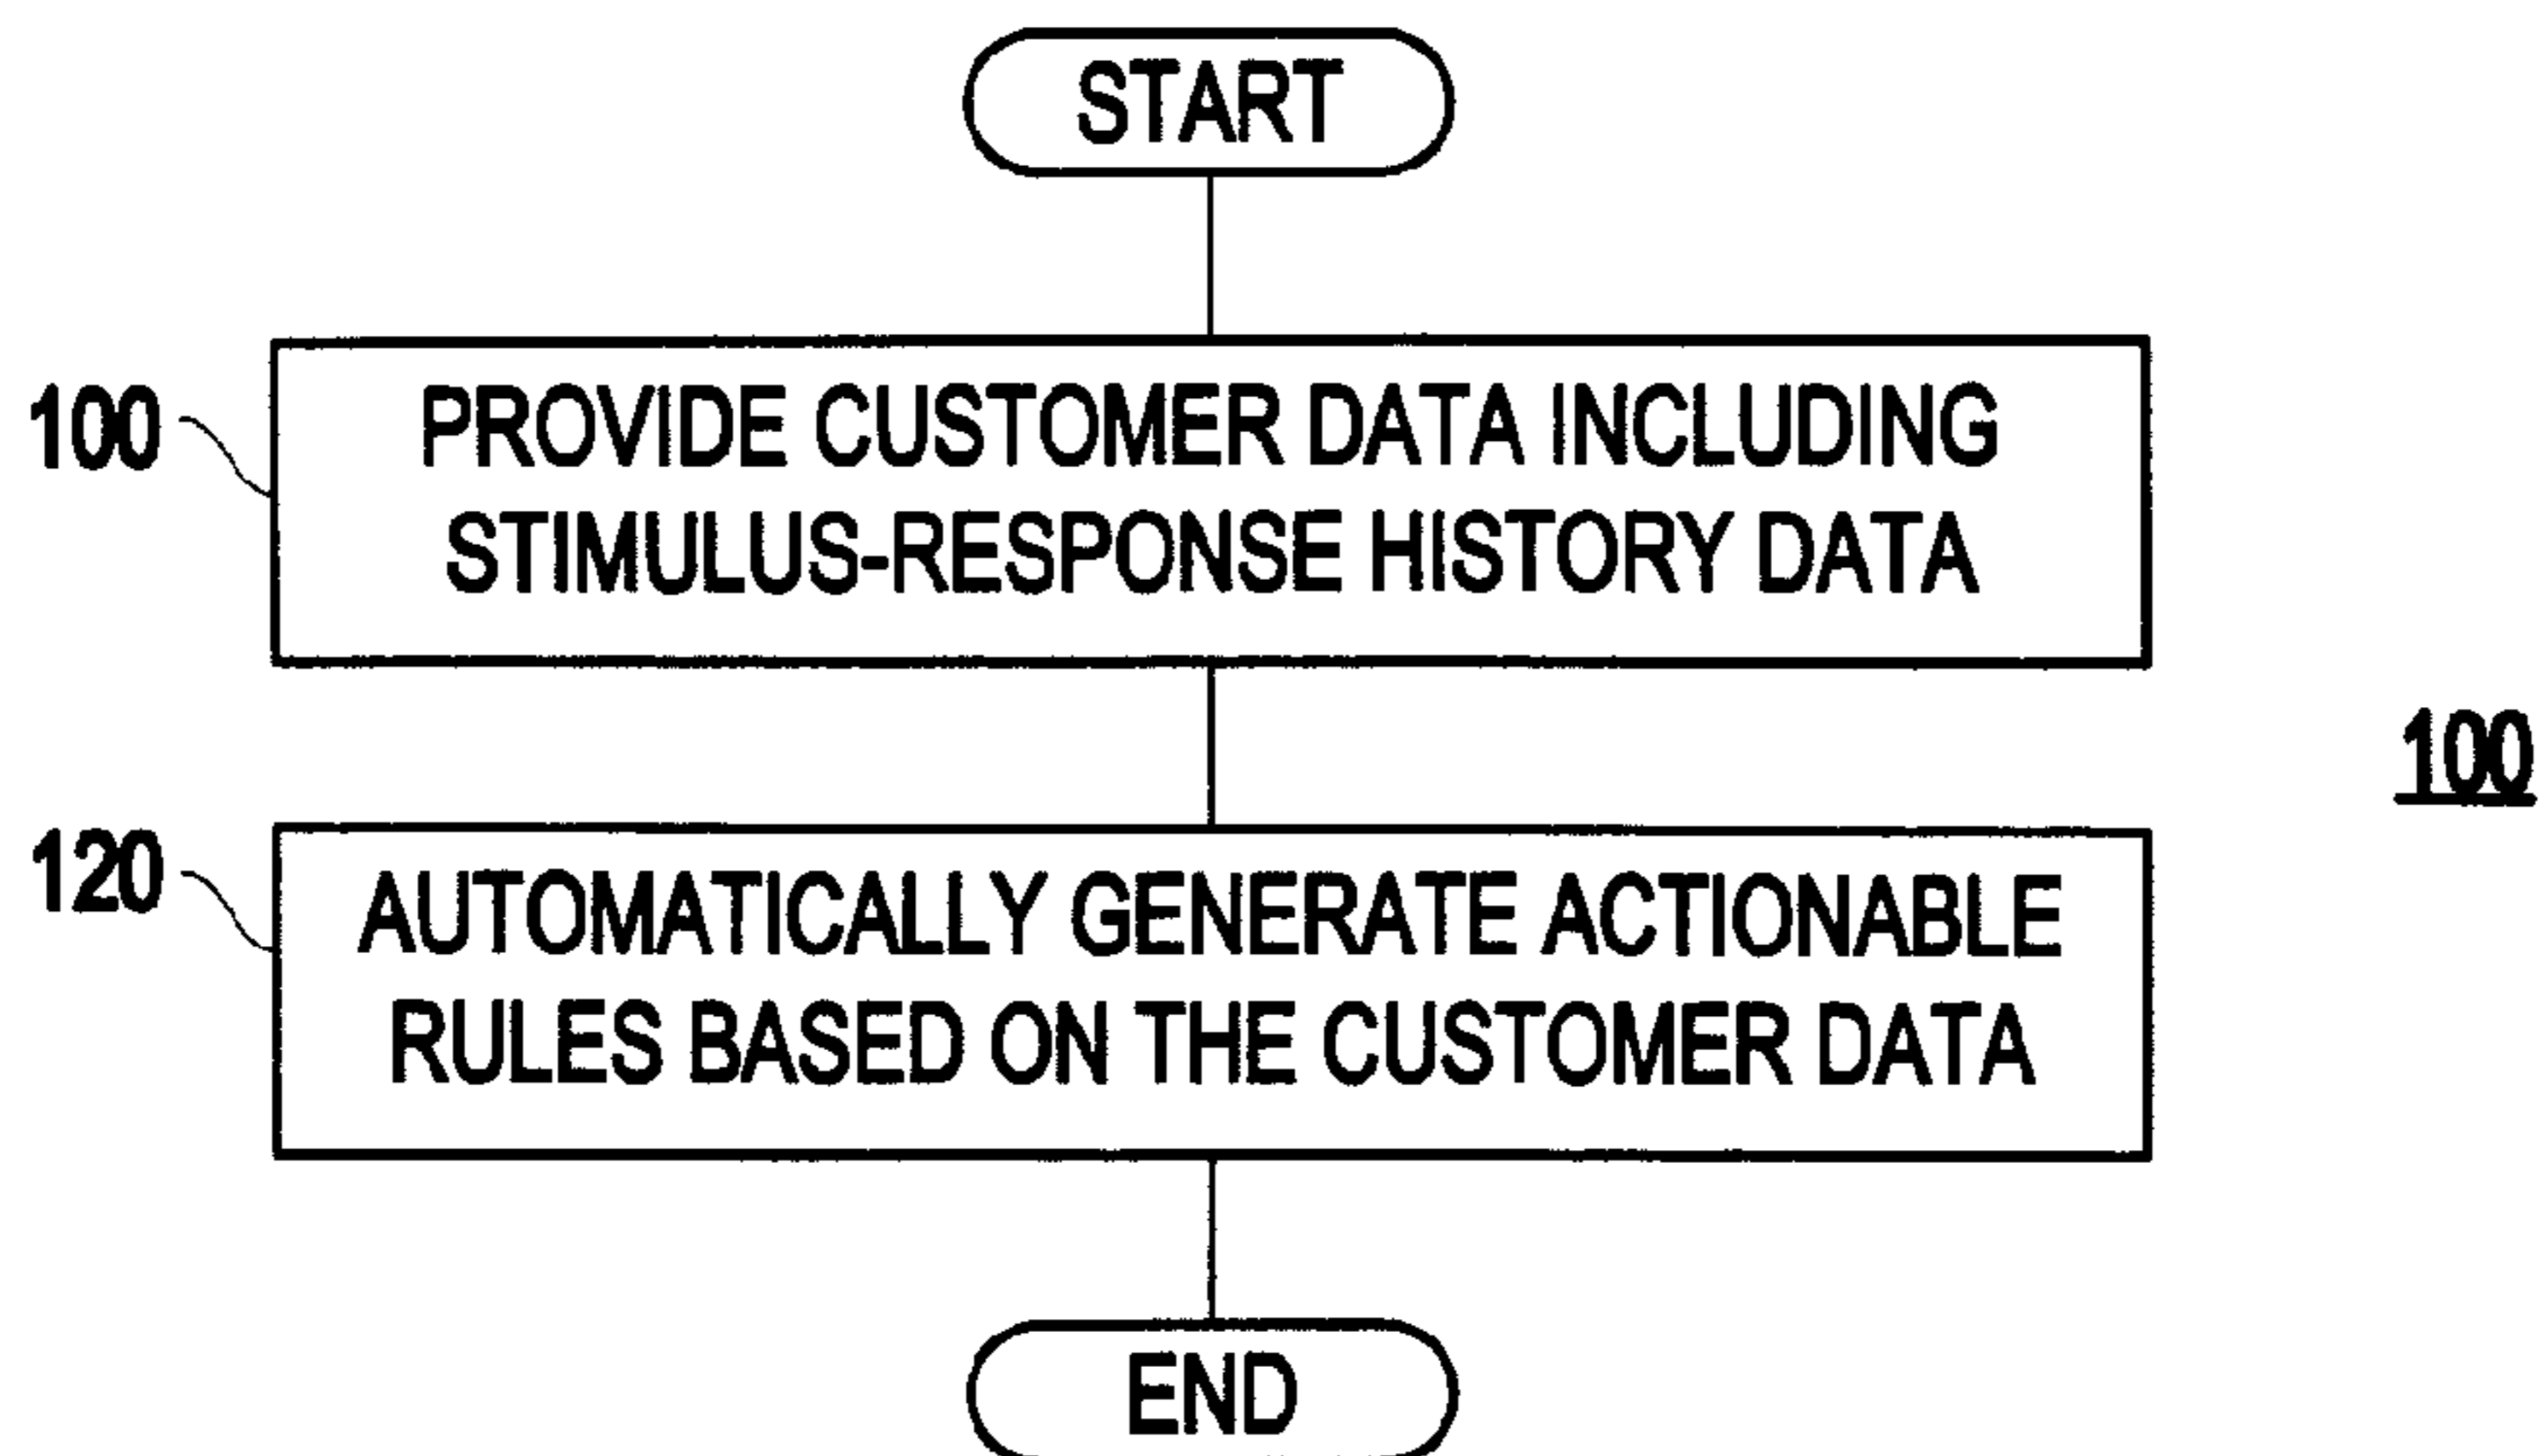 START
100
PROVIDE CUSTOMER DATA INCLUDING
STIMULUS-RESPONSE HISTORY DATA
100
120
AUTOMATICALLY GENERATE ACTIONABLE
RULES BASED ON THE CUSTOMER DATA
END